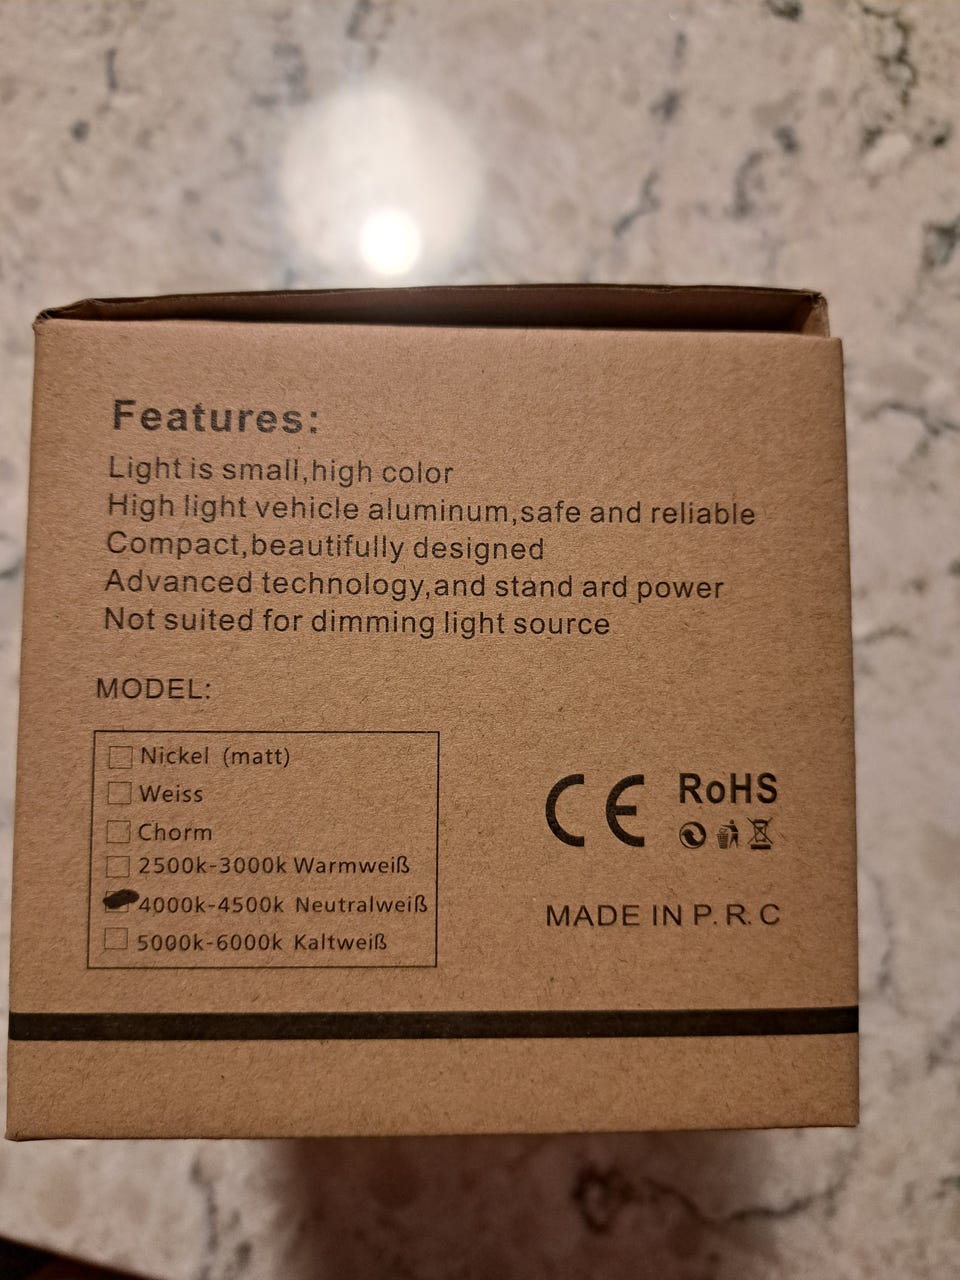 Features:
Light is small,high color
High light vehicle aluminum,safe and reliable
Compact,beautifully designed
Advanced technology,and stand ard power
Not suited for dimming light source
MODEL:
Nickel (matt)
Weiss
Chorm
2500k-3000k Warmweiß
4000k-4500k Neutralweiß
5000k-6000k Kaltweiß
CE RoHS
MADE IN P. R. C